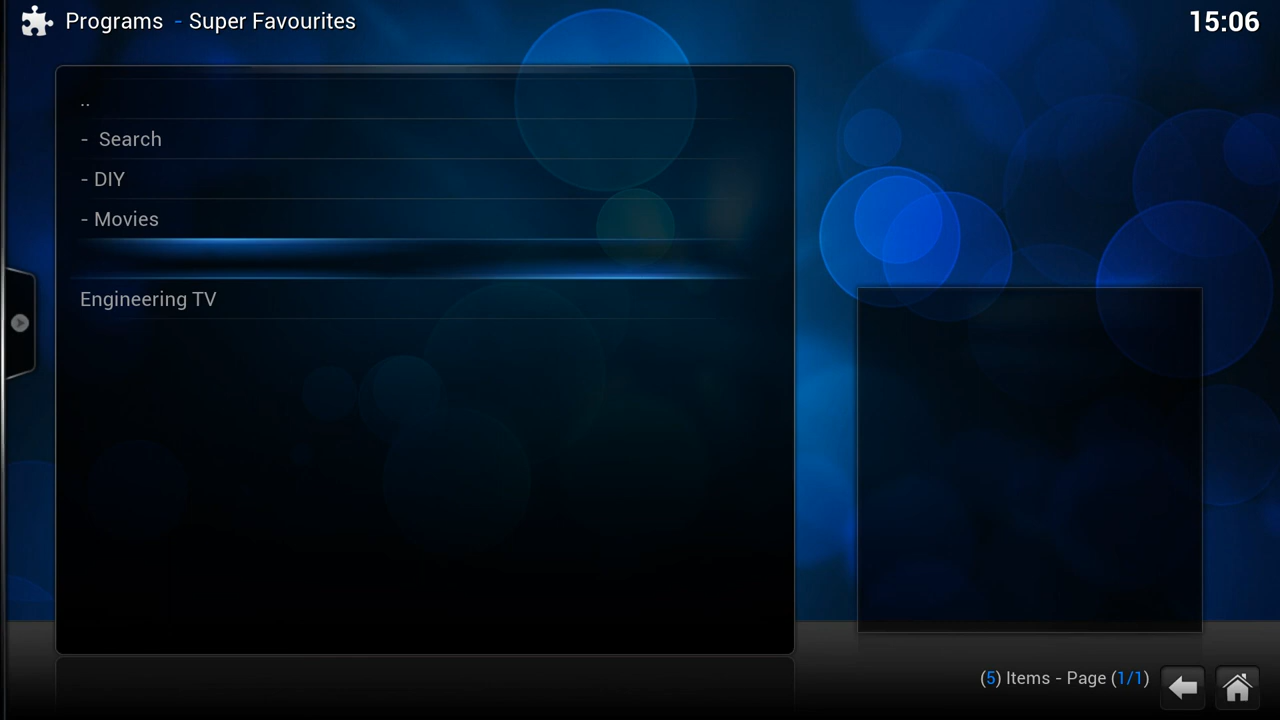 Programs - Super Favourites
15:06
..
- Search
- DIY
- Movies
Engineering TV
(5) Items - Page (1/1)